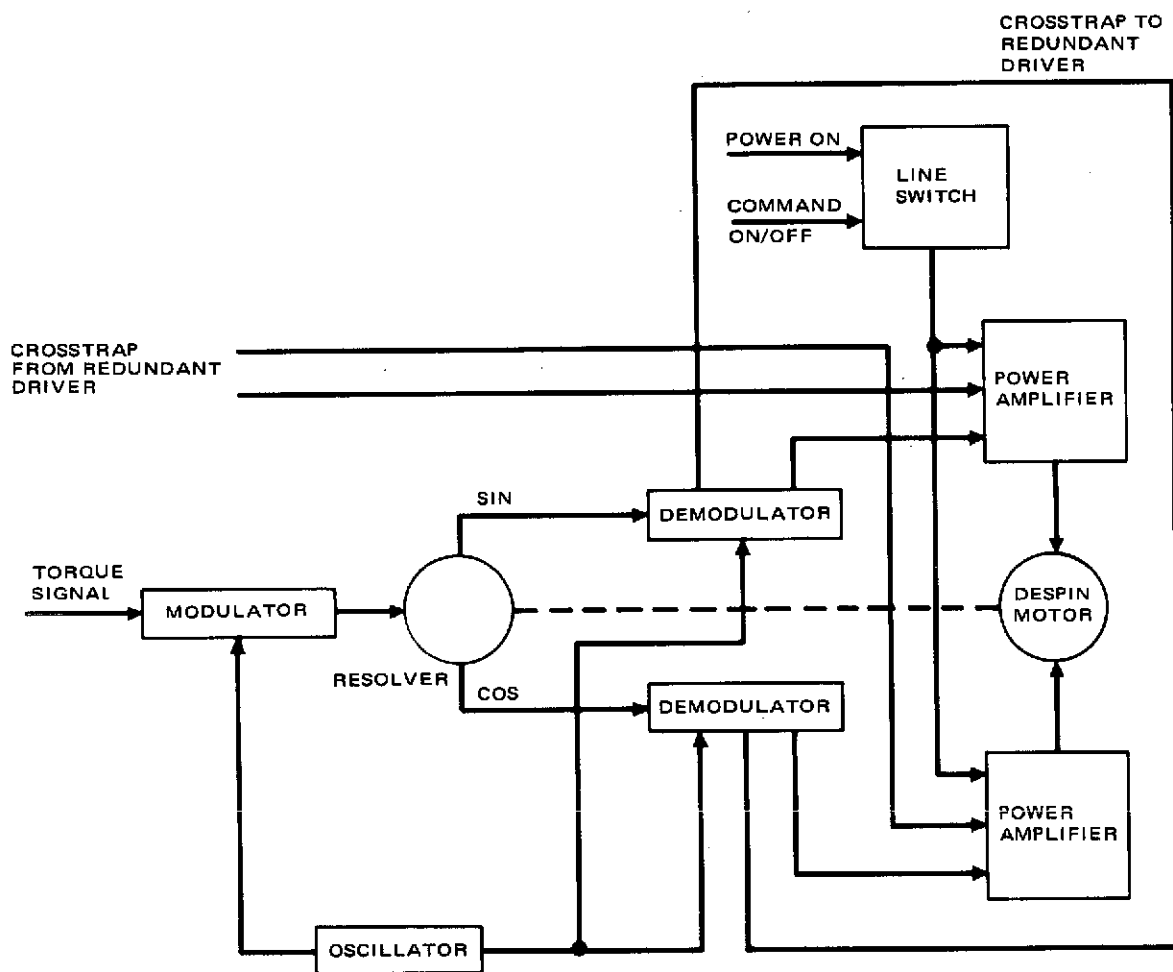 CROSSTRAP TO
REDUNDANT
DRIVER
POWER ON
COMMAND
ON/OFF
LINE
SWITCH
CROSSTRAP
FROM REDUNDANT
DRIVER
POWER
AMPLIFIER
SIN
DEMODULATOR
TORQUE
SIGNAL
MODULATOR
RESOLVER
DESPIN
MOTOR
COS
DEMODULATOR
POWER
AMPLIFIER
OSCILLATOR